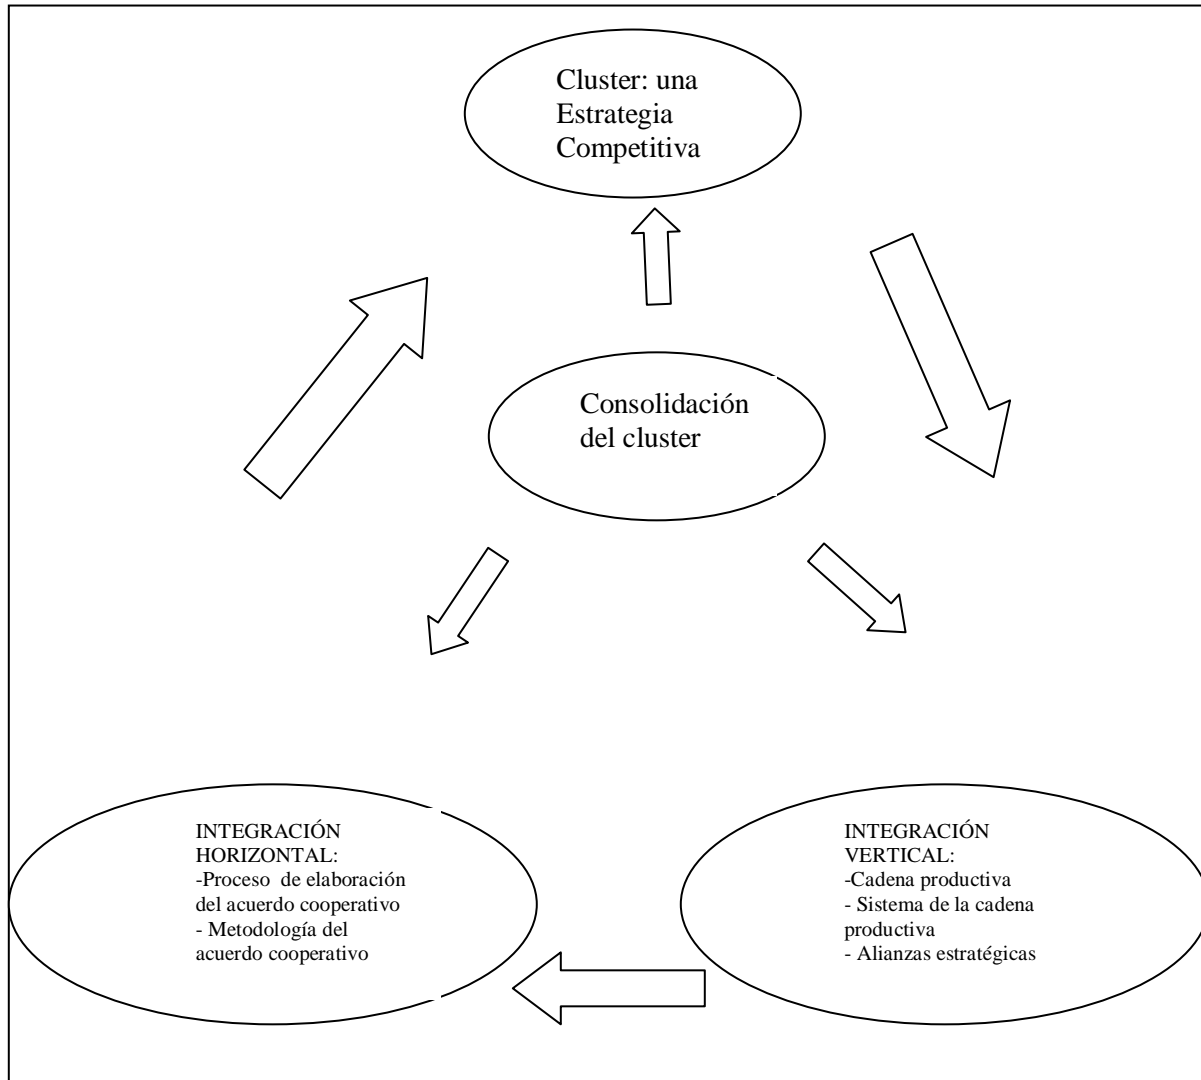 Cluster: una
Estrategia
Competitiva
Consolidación
del cluster
INTEGRACIÓN
HORIZONTAL:
-Proceso  de elaboración
del acuerdo cooperativo
- Metodología del
acuerdo cooperativo
INTEGRACIÓN
VERTICAL:
-Cadena productiva
- Sistema de la cadena
productiva
- Alianzas estratégicas